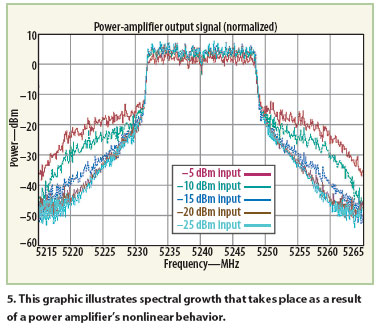 Power-amplifier output signal (normalized)
10
0
–10
–20
–30
–40
–50
–60
Power—dBm
–5 dBm input
–10 dBm input
–15 dBm input
–20 dBm input
–25 dBm input
5215 5220 5225 5230 5235 5240 5245 5250 5255 5260 5265
Frequency—MHz
5. This graphic illustrates spectral growth that takes place as a result
of a power amplifier's nonlinear behavior.